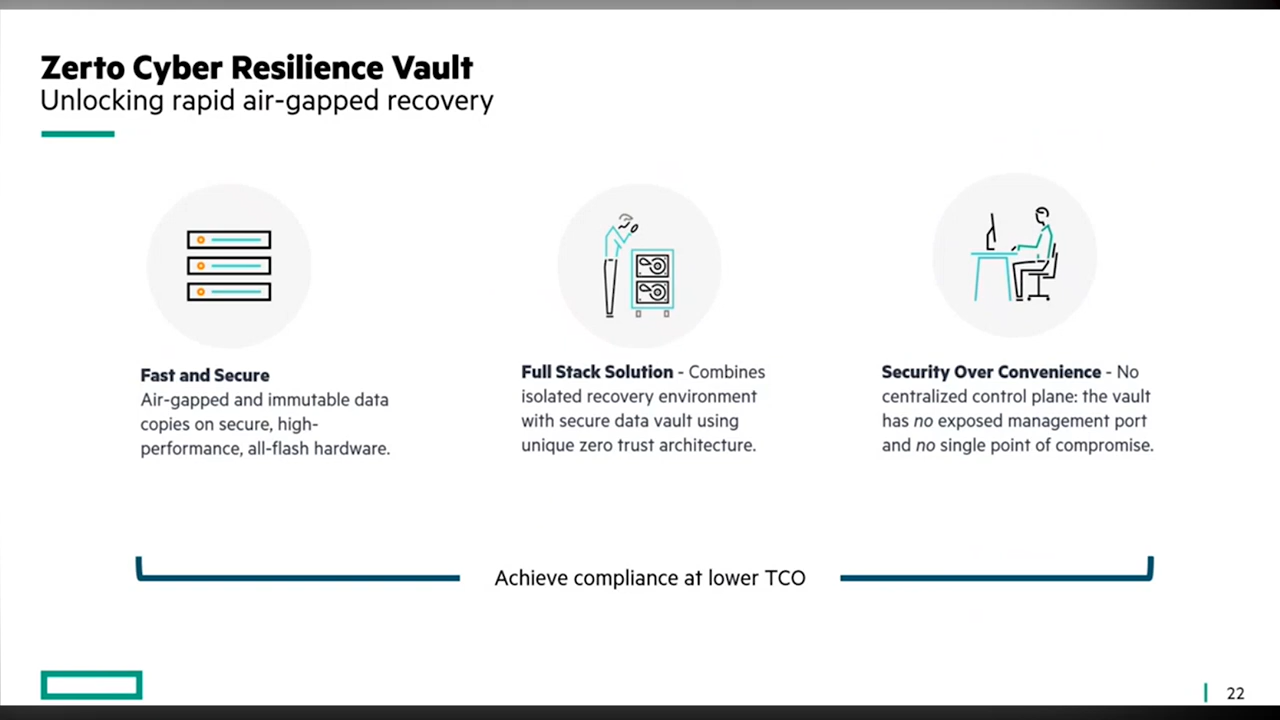 Zerto Cyber Resilience Vault
Unlocking rapid air-gapped recovery
Fast and Secure
Air-gapped and immutable data
copies on secure, high-
performance, all-flash hardware.
Full Stack Solution - Combines
isolated recovery environment
with secure data vault using
unique zero trust architecture.
Security Over Convenience - No
centralized control plane: the vault
has no exposed management port
and no single point of compromise.
Achieve compliance at lower TCO
22